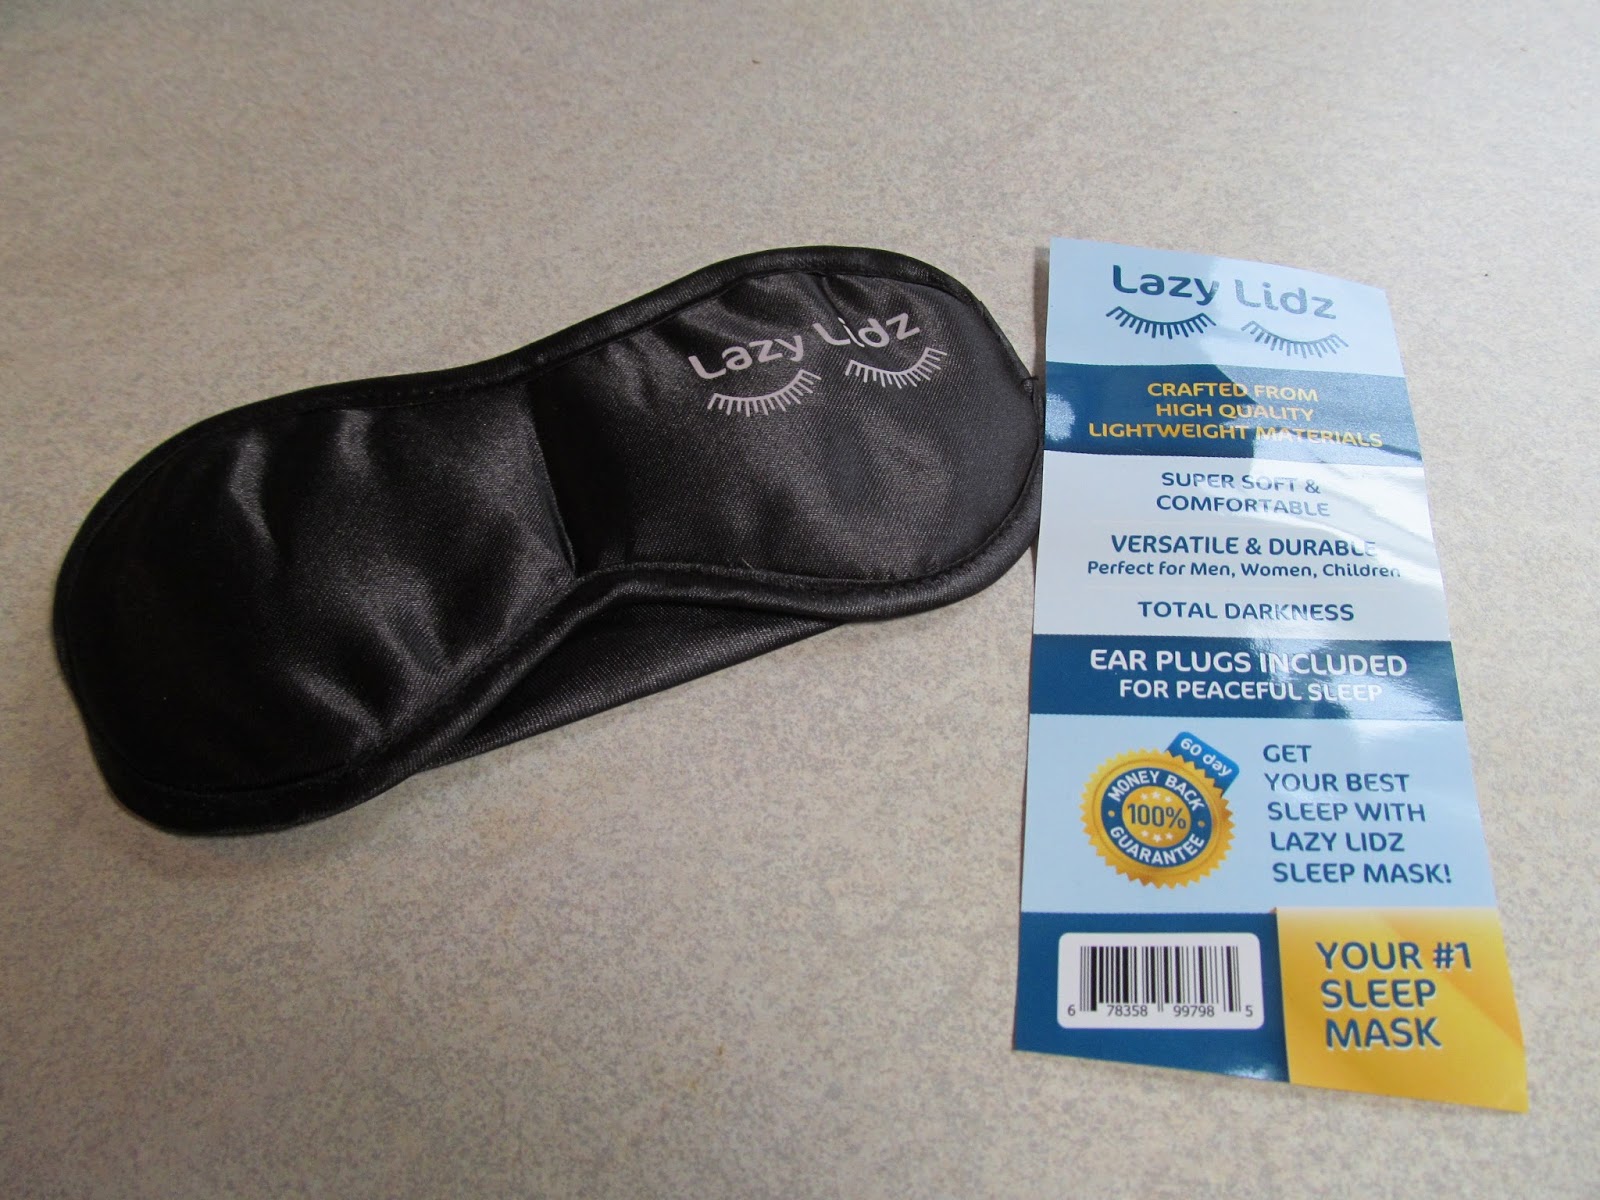 Lazy Lidz
Lazy Lidz
CRAFTED FROM
HIGH QUALITY
LIGHTWEIGHT MATERIALS
SUPER SOFT &
COMFORTABLE
VERSATILE & DURABLE
Perfect for Men, Women, Children
TOTAL DARKNESS
EAR PLUGS INCLUDED
FOR PEACEFUL SLEEP
60 day
MONEY BACK
100%
GUARANTEE
GET
YOUR BEST
SLEEP WITH
LAZY LIDZ
SLEEP MASK!
6 78358 99798 5
YOUR #1
SLEEP
MASK